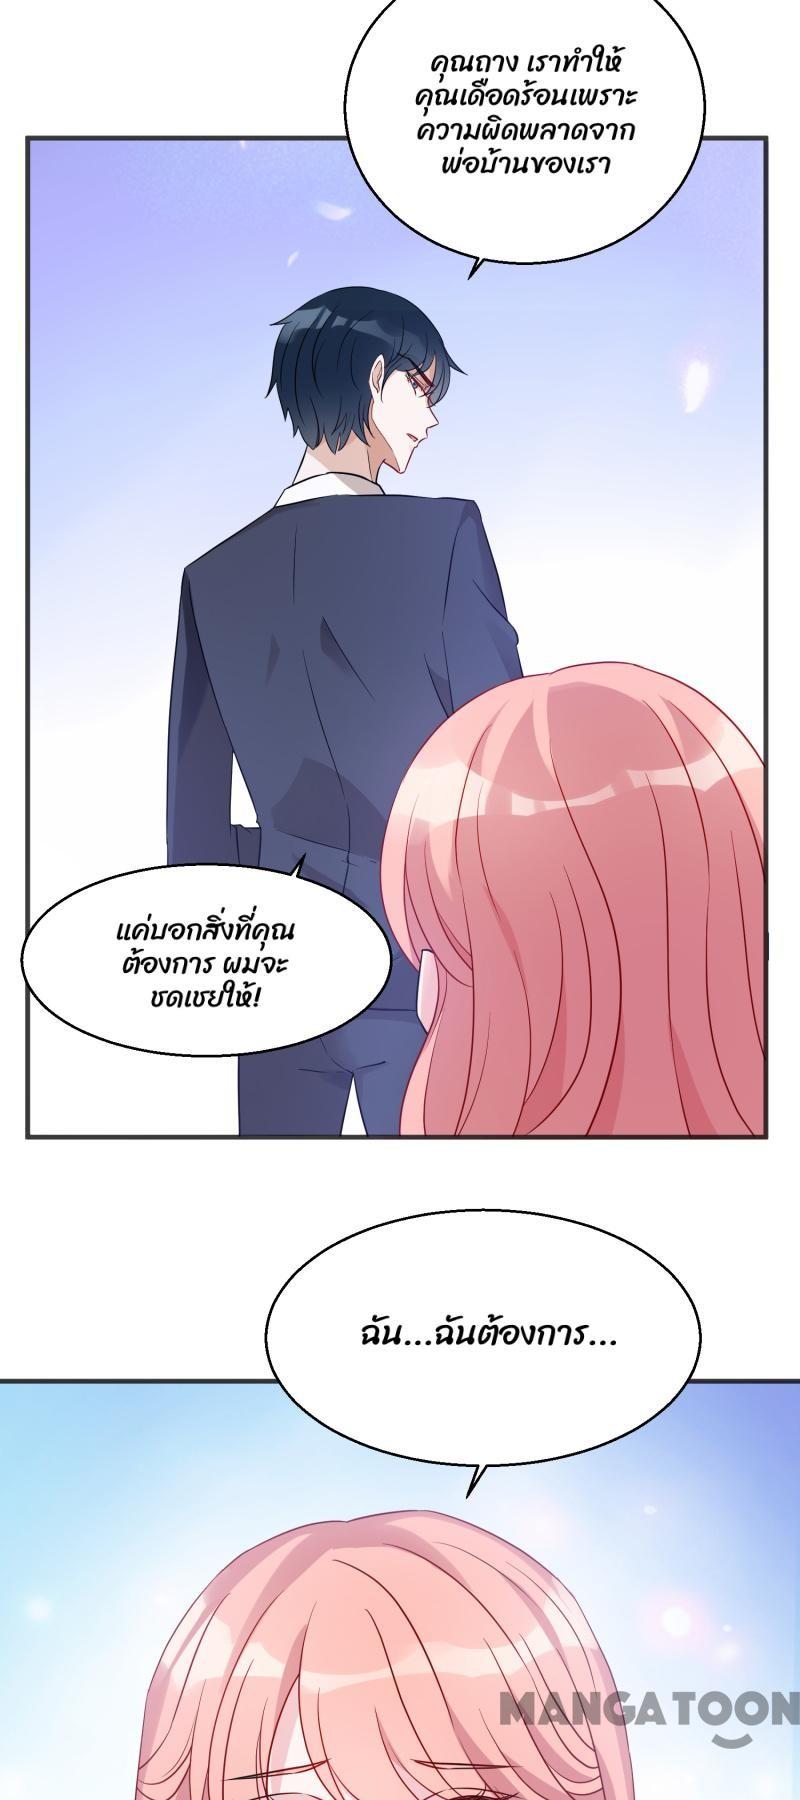 คุณถาง เราทำให้
คุณเดือดร้อนเพราะ
ความผิดพลาดจาก
พ่อบ้านของเรา
แค่บอกสิ่งที่คุณ
ต้องการ ผมจะ
ชดเชยให้!
ฉัน...ฉันต้องการ...
MANGATOON